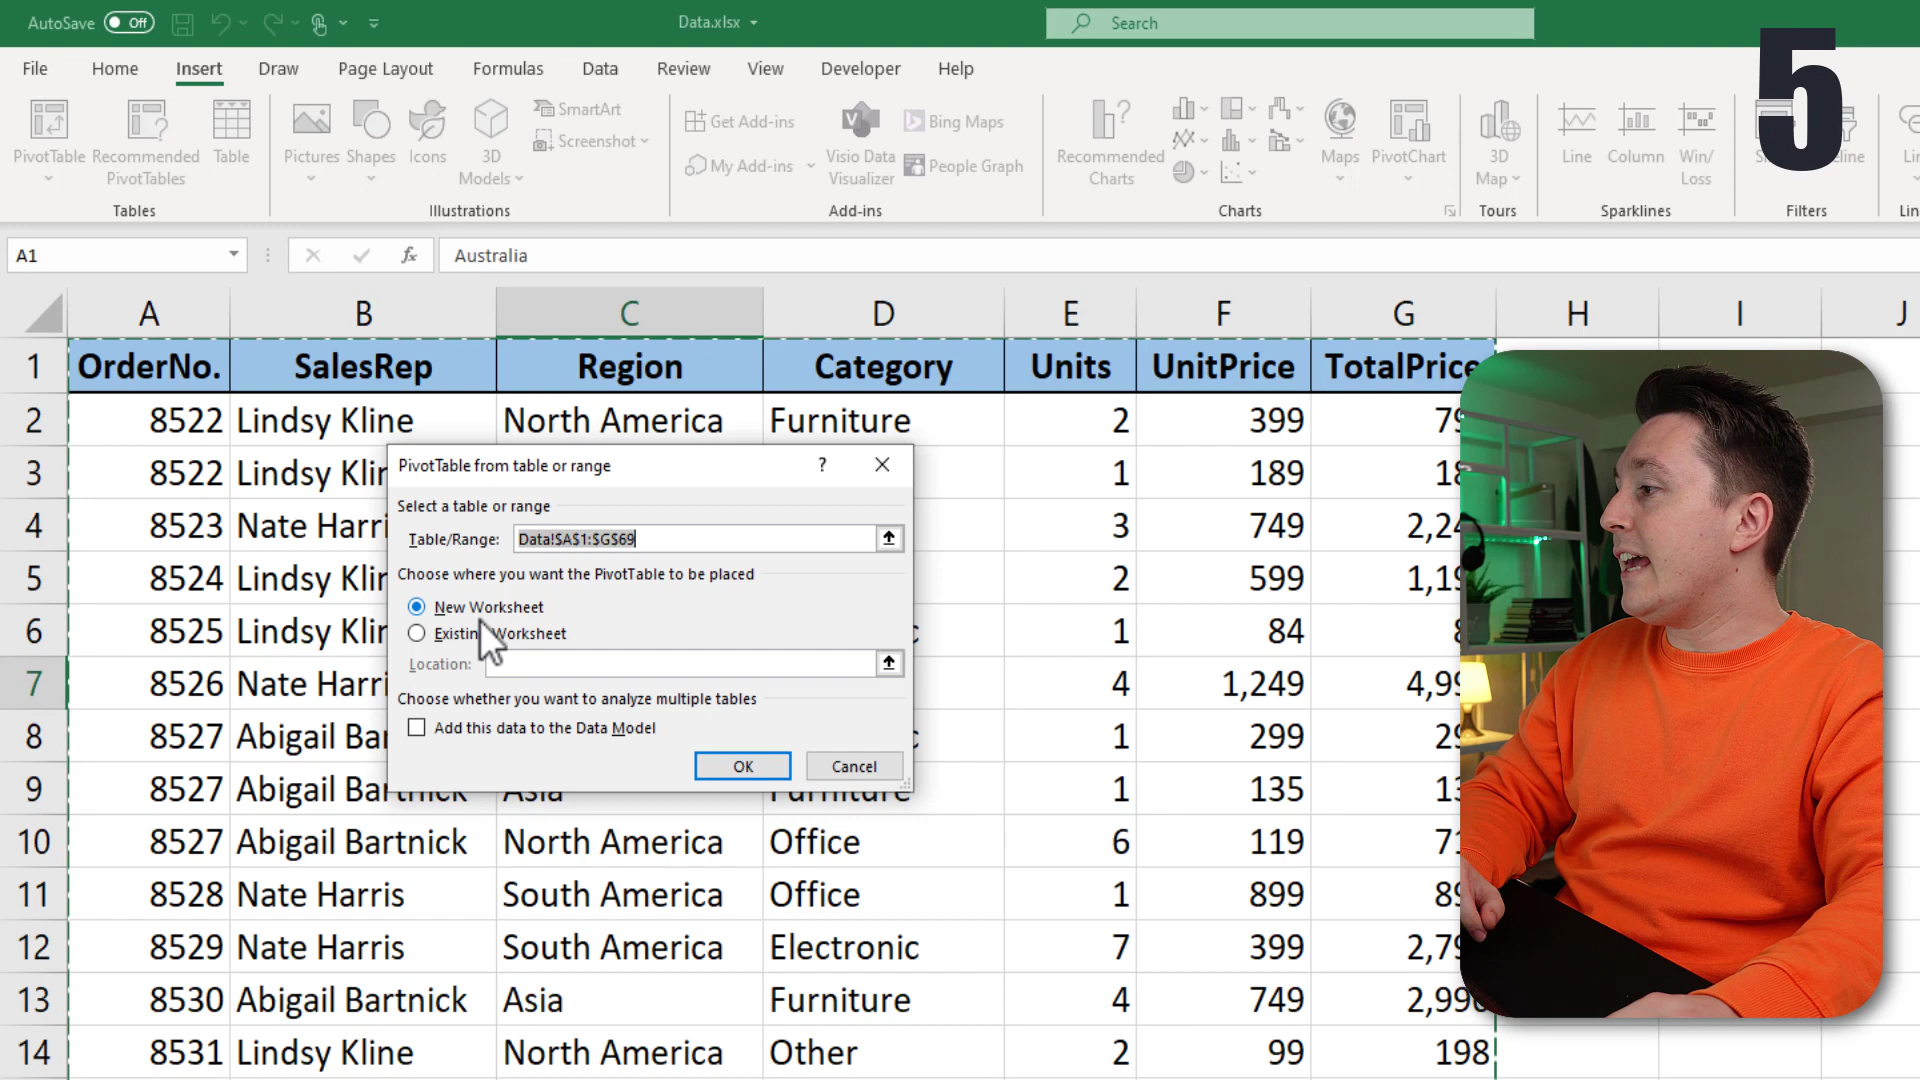 AutoSave Off Data.xlsx Search
5
File Home Insert Draw Page Layout Formulas Data Review View Developer Help
PivotTable
Recommended
PivotTables
Table
Pictures
Shapes
Icons
3D
Models
SmartArt
Screenshot
Get Add-ins
My Add-ins
Visio Data
Visualizer
Bing Maps
People Graph
Recommended
Charts
Maps
PivotChart
3D
Map
Line
Column
Win/
Loss
Tables Illustrations Add-ins Charts Tours Sparklines Filters
A1 fx Australia
A B C D E F G H I J
1 OrderNo. SalesRep Region Category Units UnitPrice TotalPrice
2 8522 Lindsy Kline North America Furniture 2 399
3 8522 1 189
4 8523 3 749
5 8524 2 599
6 8525 1 84
7 8526 4 1,249
8 8527 1 299
9 8527 Abigail Bartnick Asia Furniture 1 135
PivotTable from table or range ?
Select a table or range
Table/Range: Data!$A$1:$G$69
Choose where you want the PivotTable to be placed
New Worksheet
Existing Worksheet
Location:
Choose whether you want to analyze multiple tables
Add this data to the Data Model
OK Cancel
10 8527 Abigail Bartnick North America Office 6 119
11 8528 Nate Harris South America Office 1 899
12 8529 Nate Harris South America Electronic 7 399
13 8530 Abigail Bartnick Asia Furniture 4 749 2,990
14 8531 Lindsy Kline North America Other 2 99 198